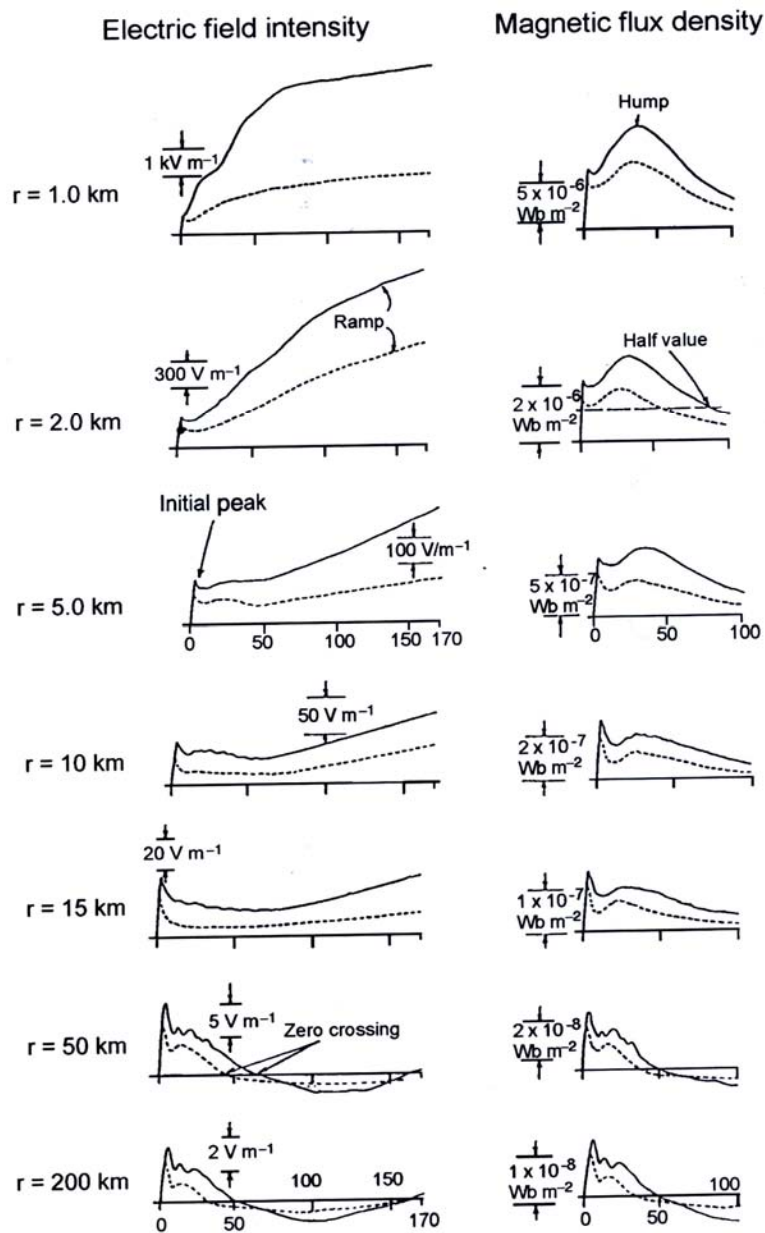 Electric field intensity
Magnetic flux density
r = 1.0 km
1 kV m⁻¹
Hump
5 x 10⁻⁶
Wb m⁻²
r = 2.0 km
300 V m⁻¹
Ramp
Half value
2 x 10⁻⁶
Wb m⁻²
r = 5.0 km
Initial peak
100 V/m⁻¹
0 50 100 150 170
5 x 10⁻⁷
Wb m⁻²
0 50 100
r = 10 km
50 V m⁻¹
2 x 10⁻⁷
Wb m⁻²
r = 15 km
20 V m⁻¹
1 x 10⁻⁷
Wb m⁻²
r = 50 km
5 V m⁻¹
Zero crossing
2 x 10⁻⁸
Wb m⁻²
r = 200 km
2 V m⁻¹
0 50 100 150 170
1 x 10⁻⁸
Wb m⁻²
0 50 100